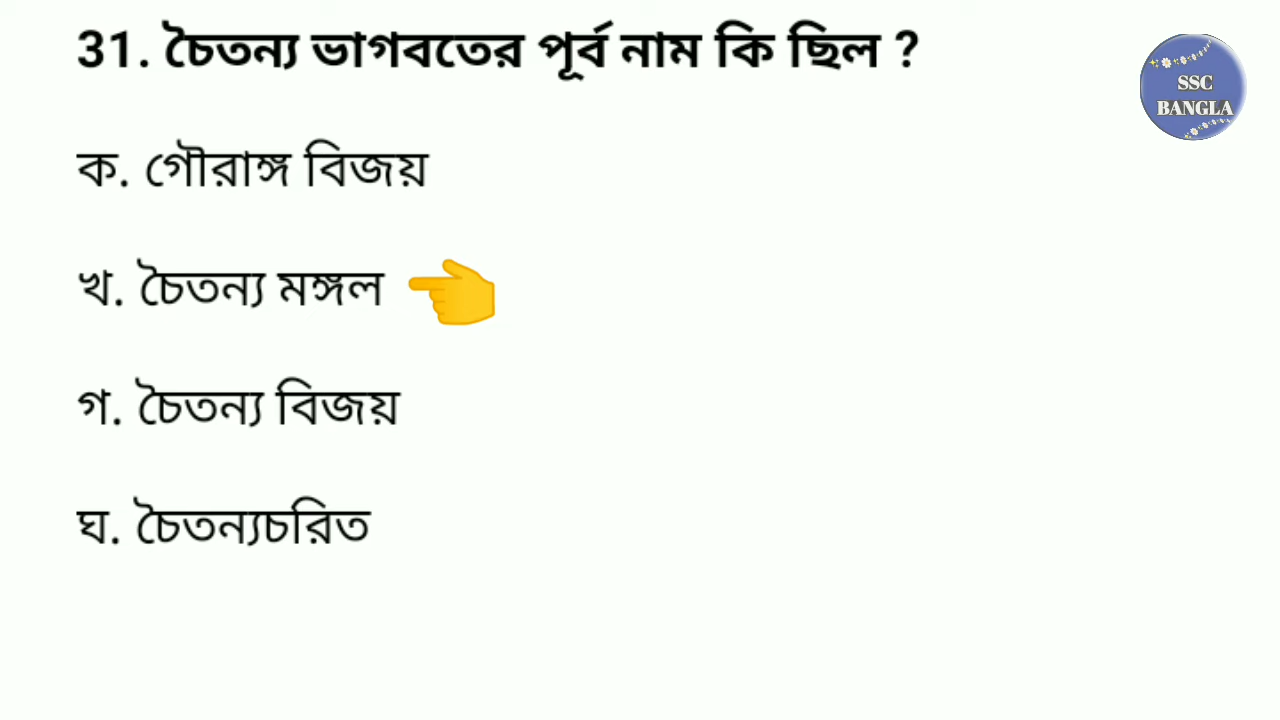 31. চৈতন্য ভাগবতের পূর্ব নাম কি ছিল ?
SSC
BANGLA
ক. গৌরাঙ্গ বিজয়
খ. চৈতন্য মঙ্গল
গ. চৈতন্য বিজয়
ঘ. চৈতন্যচরিত